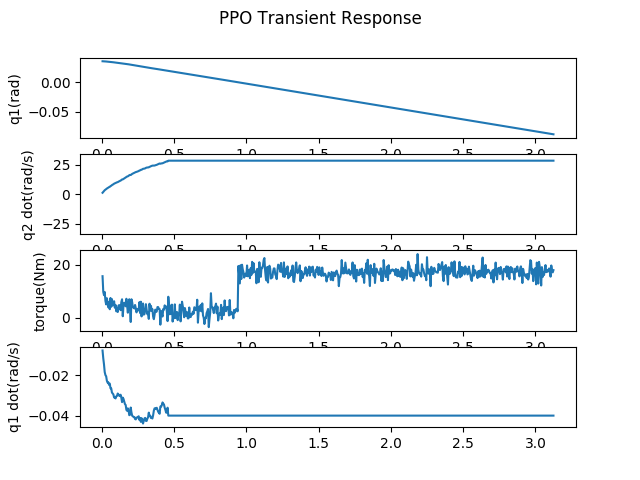 PPO Transient Response
q1(rad)
0.00
−0.05
0.0 0.5 1.0 1.5 2.0 2.5 3.0
q2 dot(rad/s)
25
0
−25
0.0 0.5 1.0 1.5 2.0 2.5 3.0
torque(Nm)
20
0
0.0 0.5 1.0 1.5 2.0 2.5 3.0
q1 dot(rad/s)
−0.02
−0.04
0.0 0.5 1.0 1.5 2.0 2.5 3.0